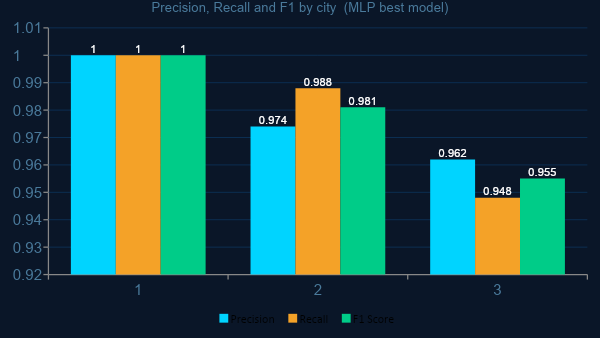 Precision, Recall and F1 by city (MLP best model)
1.01
1
0.99
0.98
0.97
0.96
0.95
0.94
0.93
0.92
1 1 1
0.974 0.988 0.981
0.962 0.948 0.955
1 2 3
Precision Recall F1 Score